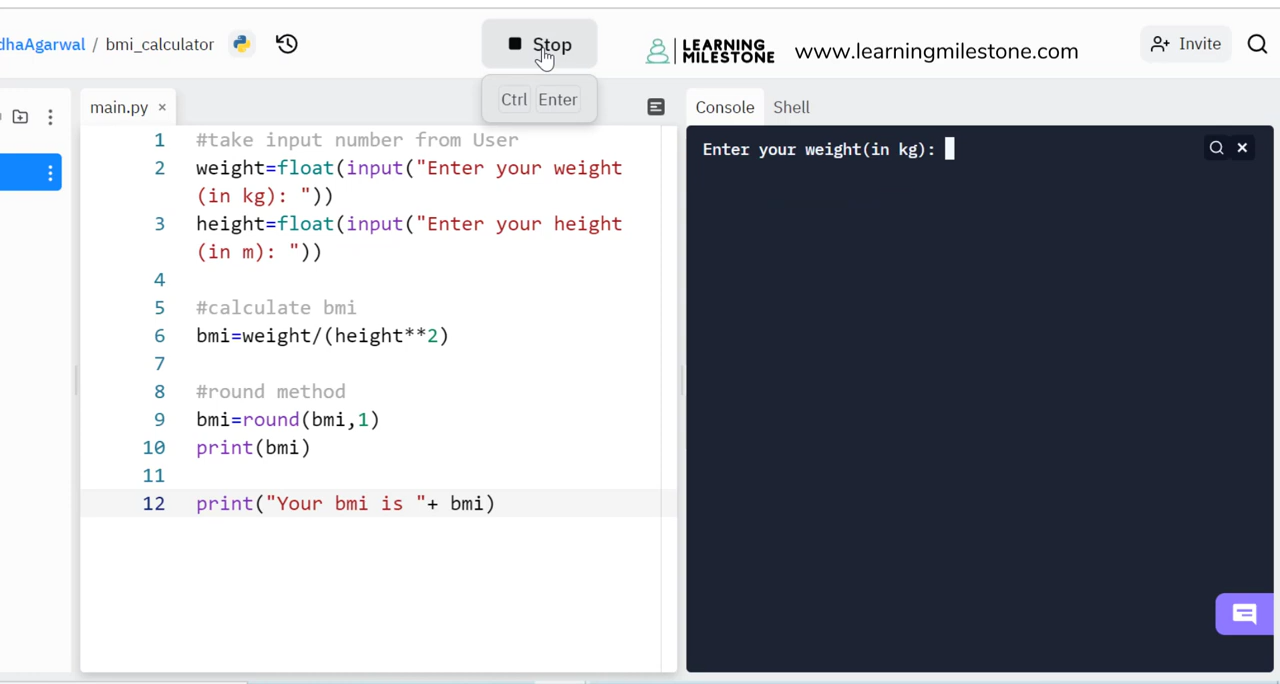 dhaAgarwal / bmi_calculator
Stop
LEARNING
MILESTONE
www.learningmilestone.com
Invite
Ctrl Enter
main.py ×
Console
Shell
1 #take input number from User
2 weight=float(input("Enter your weight
(in kg): "))
3 height=float(input("Enter your height
(in m): "))
4
5 #calculate bmi
6 bmi=weight/(height**2)
7
8 #round method
9 bmi=round(bmi,1)
10 print(bmi)
11
12 print("Your bmi is "+ bmi)
Enter your weight(in kg):